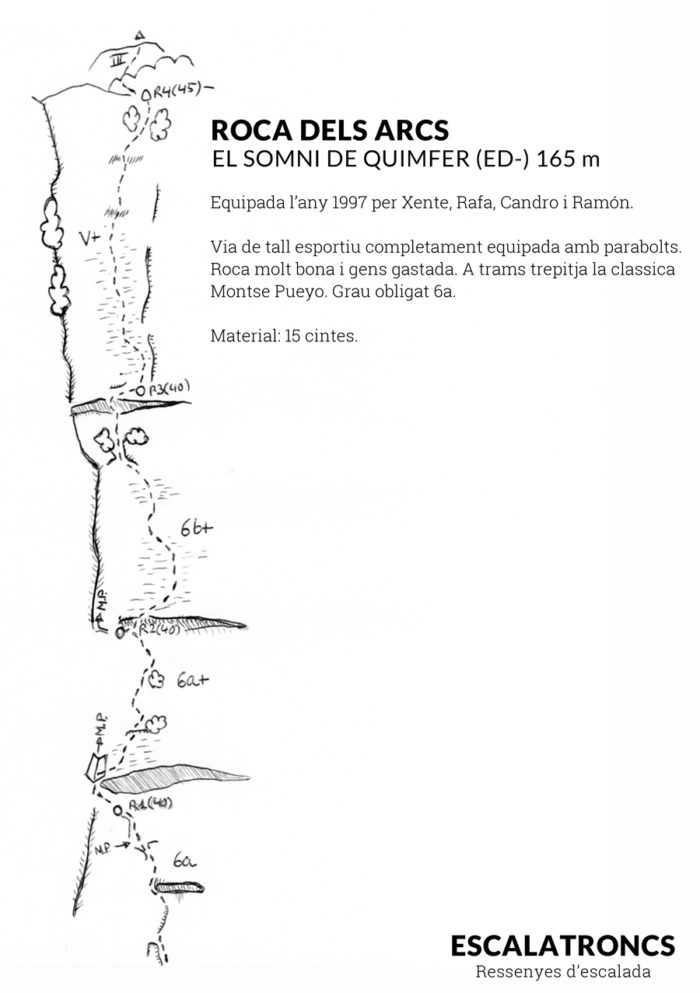 III
R4(45)
ROCA DELS ARCS
EL SOMNI DE QUIMFER (ED-) 165 m
Equipada l'any 1997 per Xente, Rafa, Candro i Ramón.
Via de tall esportiu completament equipada amb parabolts.
Roca molt bona i gens gastada. A trams trepitja la classica
Montse Pueyo. Grau obligat 6a.
Material: 15 cintes.
V+
R3(40)
6b+
M.P.
R2(40)
6a+
M.P.
R1(40)
M.P.
6a
ESCALATRONCS
Ressenyes d'escalada